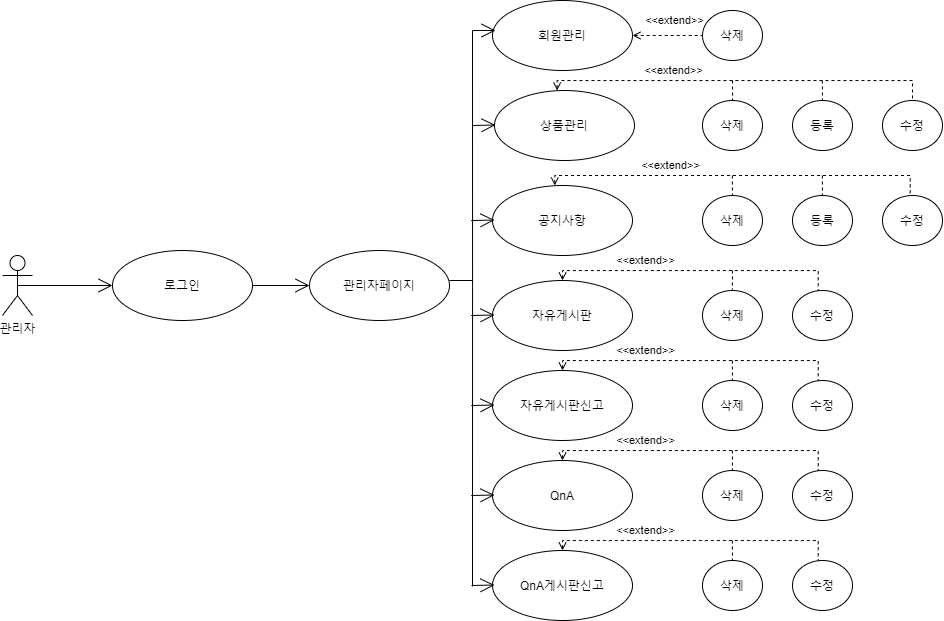 <<extend>>
회원관리
삭제
<<extend>>
상품관리
삭제
등록
수정
<<extend>>
공지사항
삭제
등록
수정
관리자
로그인
관리자페이지
<<extend>>
자유게시판
삭제
수정
<<extend>>
자유게시판신고
삭제
수정
<<extend>>
QnA
삭제
수정
<<extend>>
QnA게시판신고
삭제
수정